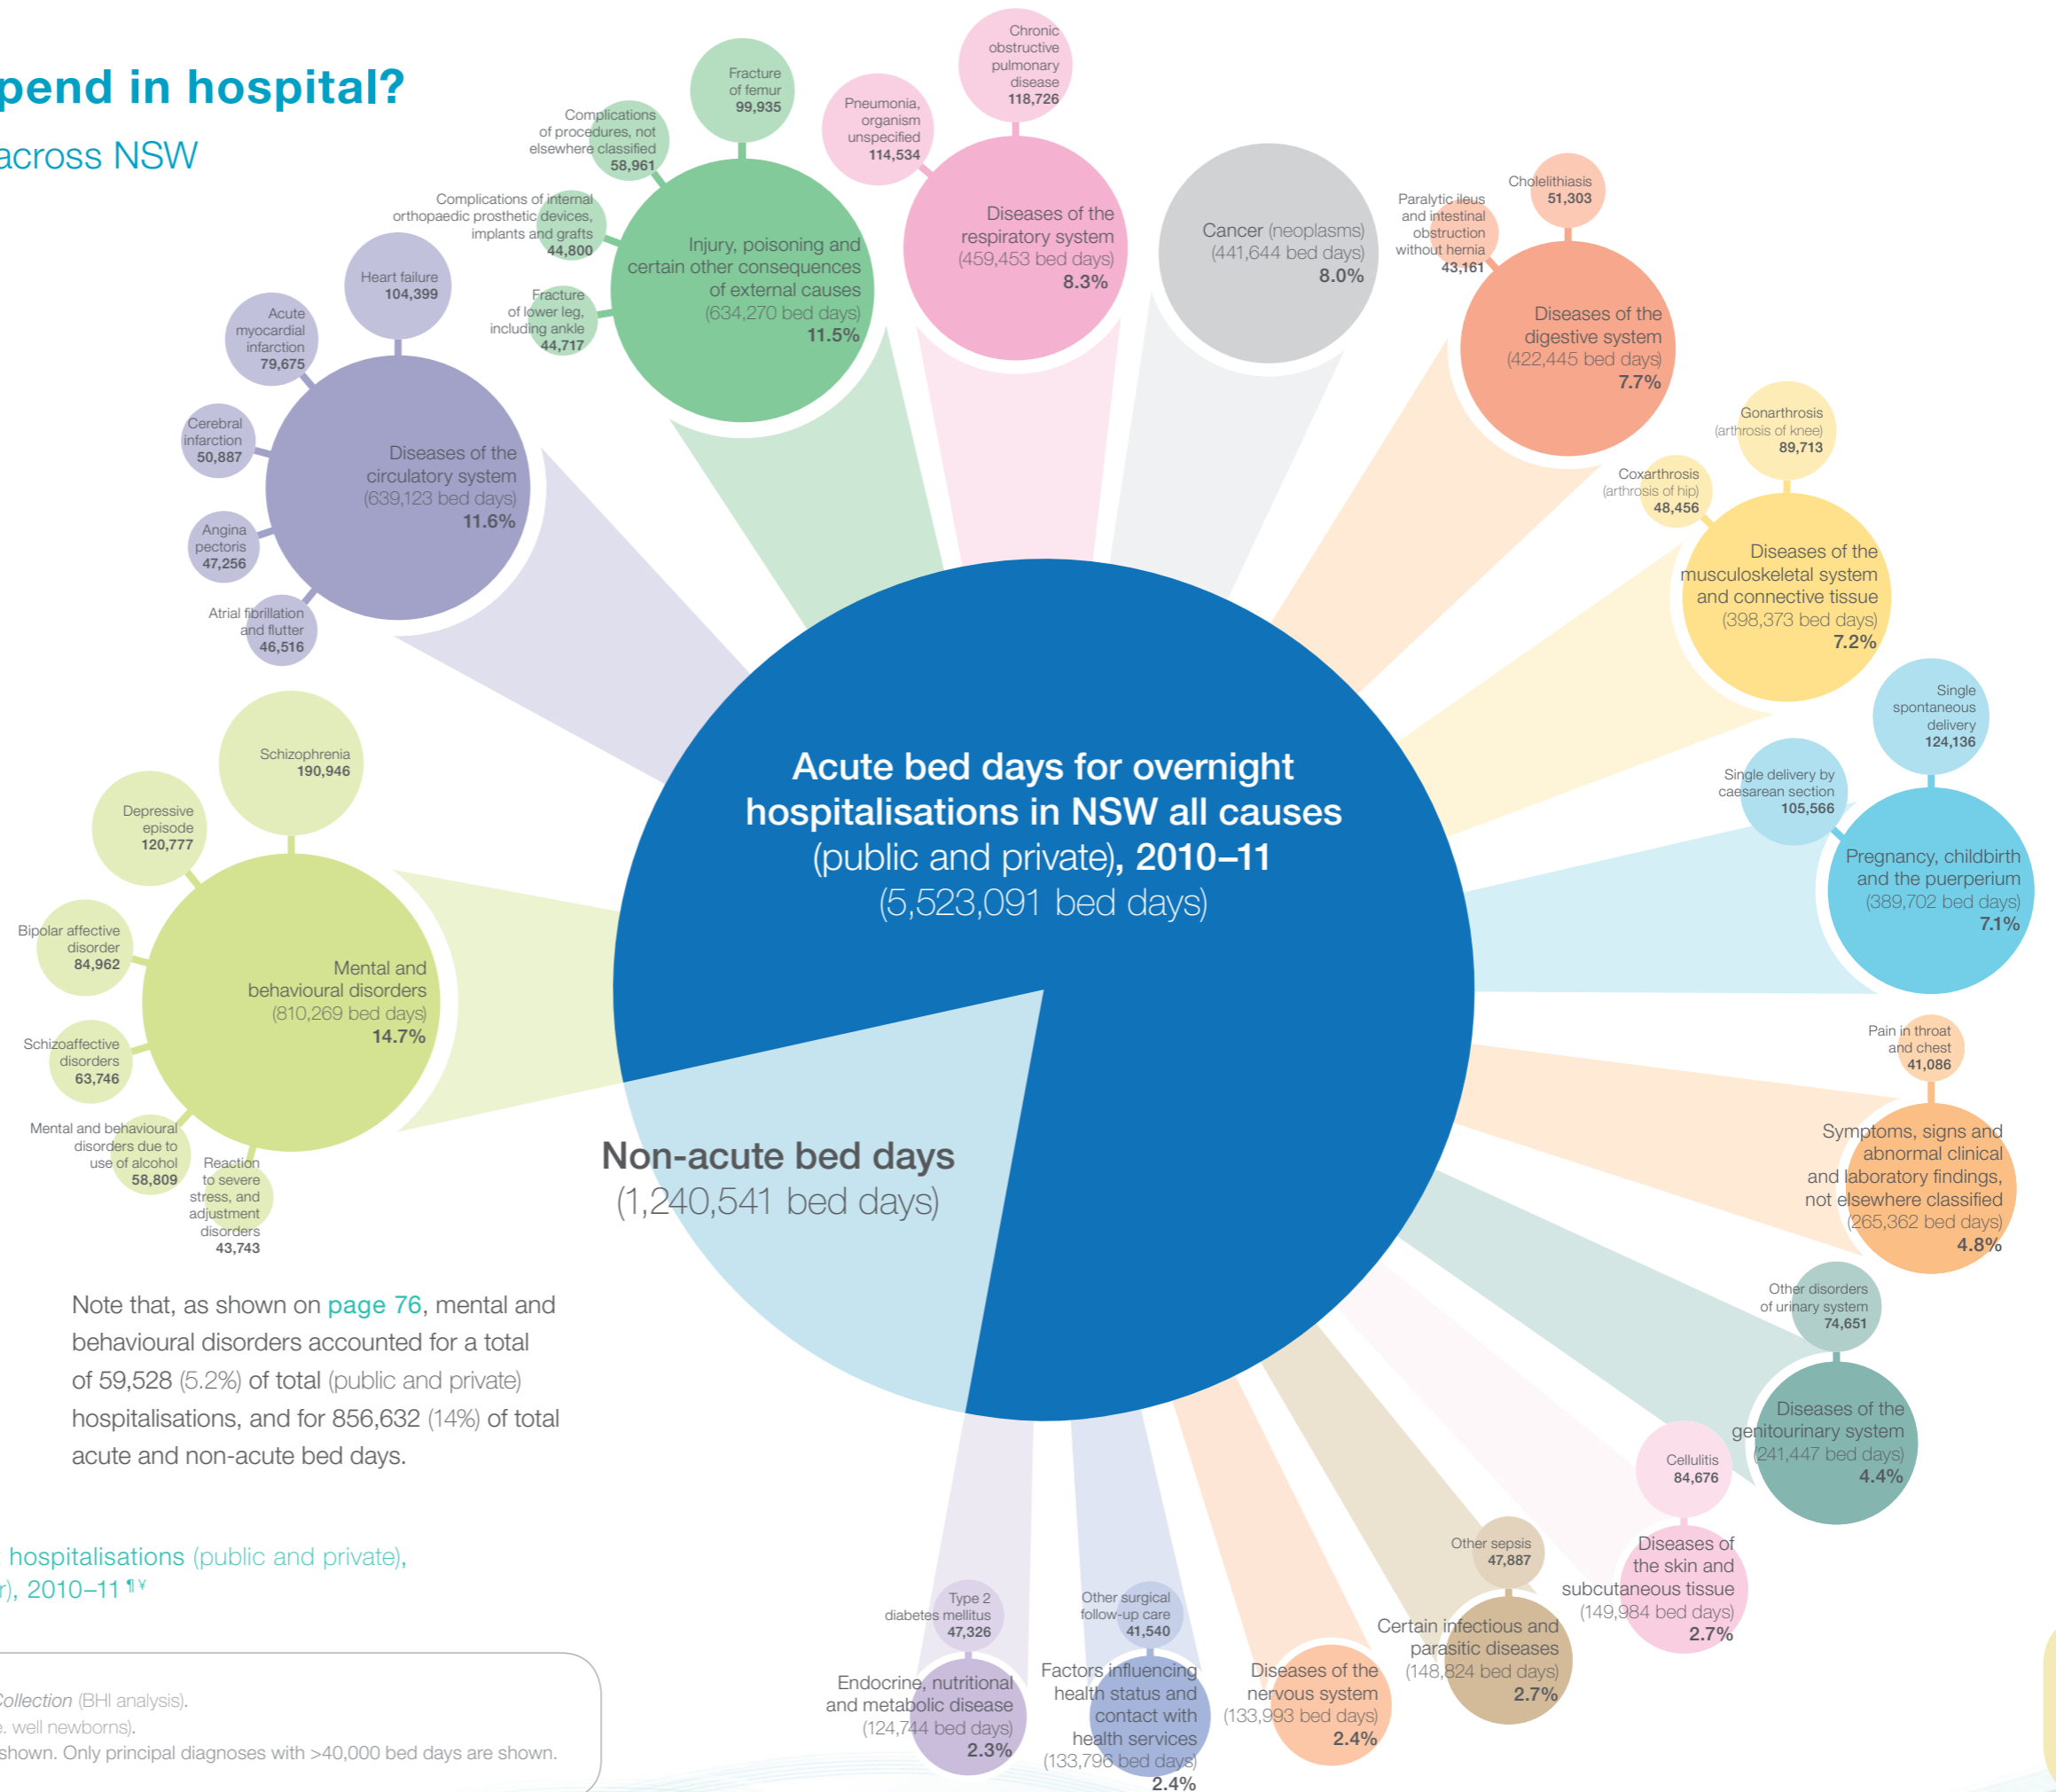 pend in hospital?
across NSW
Chronic
obstructive
pulmonary
disease
118,726
Pneumonia,
organism
unspecified
114,534
Diseases of the
respiratory system
(459,453 bed days)
8.3%
Fracture
of femur
99,935
Complications
of procedures, not
elsewhere classified
58,961
Complications of internal
orthopaedic prosthetic devices,
implants and grafts
44,800
Fracture
of lower leg,
including ankle
44,717
Injury, poisoning and
certain other consequences
of external causes
(634,270 bed days)
11.5%
Cancer (neoplasms)
(441,644 bed days)
8.0%
Cholelithiasis
51,303
Paralytic ileus
and intestinal
obstruction
without hernia
43,161
Diseases of the
digestive system
(422,445 bed days)
7.7%
Heart failure
104,399
Acute
myocardial
infarction
79,675
Cerebral
infarction
50,887
Angina
pectoris
47,256
Atrial fibrillation
and flutter
46,516
Diseases of the
circulatory system
(639,123 bed days)
11.6%
Gonarthrosis
(arthrosis of knee)
89,713
Coxarthrosis
(arthrosis of hip)
48,456
Diseases of the
musculoskeletal system
and connective tissue
(398,373 bed days)
7.2%
Single
spontaneous
delivery
124,136
Single delivery by
caesarean section
105,566
Pregnancy, childbirth
and the puerperium
(389,702 bed days)
7.1%
Schizophrenia
190,946
Depressive
episode
120,777
Bipolar affective
disorder
84,962
Schizoaffective
disorders
63,746
Mental and behavioural
disorders due to
use of alcohol
58,809
Reaction
to severe
stress, and
adjustment
disorders
43,743
Mental and
behavioural disorders
(810,269 bed days)
14.7%
Acute bed days for overnight
hospitalisations in NSW all causes
(public and private), 2010–11
(5,523,091 bed days)
Non-acute bed days
(1,240,541 bed days)
Pain in throat
and chest
41,086
Symptoms, signs and
abnormal clinical
and laboratory findings,
not elsewhere classified
(265,362 bed days)
4.8%
Other disorders
of urinary system
74,651
Diseases of the
genitourinary system
(241,447 bed days)
4.4%
Cellulitis
84,676
Diseases of
the skin and
subcutaneous tissue
(149,984 bed days)
2.7%
Other sepsis
47,887
Certain infectious and
parasitic diseases
(148,824 bed days)
2.7%
Diseases of the
nervous system
(133,993 bed days)
2.4%
Other surgical
follow-up care
41,540
Factors influencing
health status and
contact with
health services
(133,796 bed days)
2.4%
Type 2
diabetes mellitus
47,326
Endocrine, nutritional
and metabolic disease
(124,744 bed days)
2.3%
Note that, as shown on page 76, mental and
behavioural disorders accounted for a total
of 59,528 (5.2%) of total (public and private)
hospitalisations, and for 856,632 (14%) of total
acute and non-acute bed days.
hospitalisations (public and private),
r), 2010–11 ¶ ¥
Collection (BHI analysis).
e. well newborns).
shown. Only principal diagnoses with >40,000 bed days are shown.